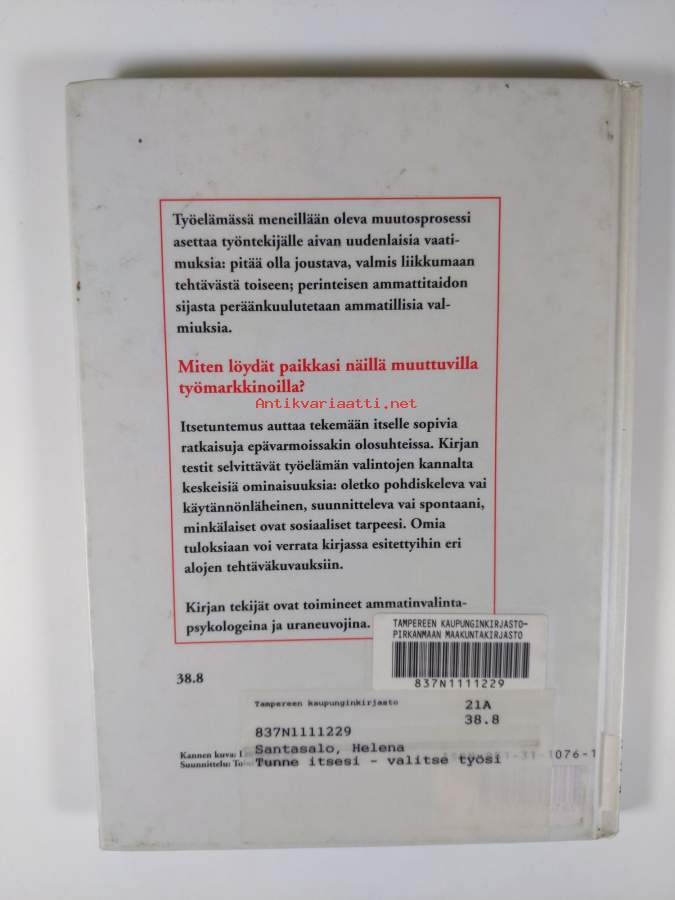 Työelämässä meneillään oleva muutosprosessi
asettaa työntekijälle aivan uudenlaisia vaati-
muksia: pitää olla joustava, valmis liikkumaan
tehtävästä toiseen; perinteisen ammattitaidon
sijasta peräänkuulutetaan ammatillisia val-
miuksia.
Miten löydät paikkasi näillä muuttuvilla
työmarkkinoilla?
Antikvariaatti.net
Itsetuntemus auttaa tekemään itselle sopivia
ratkaisuja epävarmoissakin olosuhteissa. Kirjan
testit selvittävät työelämän valintojen kannalta
keskeisiä ominaisuuksia: oletko pohdiskeleva vai
käytännönläheinen, suunnitteleva vai spontaani,
minkälaiset ovat sosiaaliset tarpeesi. Omia
tuloksiaan voi verrata kirjassa esitettyihin eri
alojen tehtäväkuvauksiin.
Kirjan tekijät ovat toimineet ammatinvalinta-
psykologeina ja uraneuvojina.
TAMPEREEN KAUPUNGINKIRJASTO-
PIRKANMAAN MAAKUNTAKIRJASTO
837N1111229
38.8
Tampereen kaupunginkirjasto
21A
38.8
837N1111229
Santasalo, Helena
Tunne itsesi - valitse työsi
Kannen kuva:
Suunnittelu:
1076-1